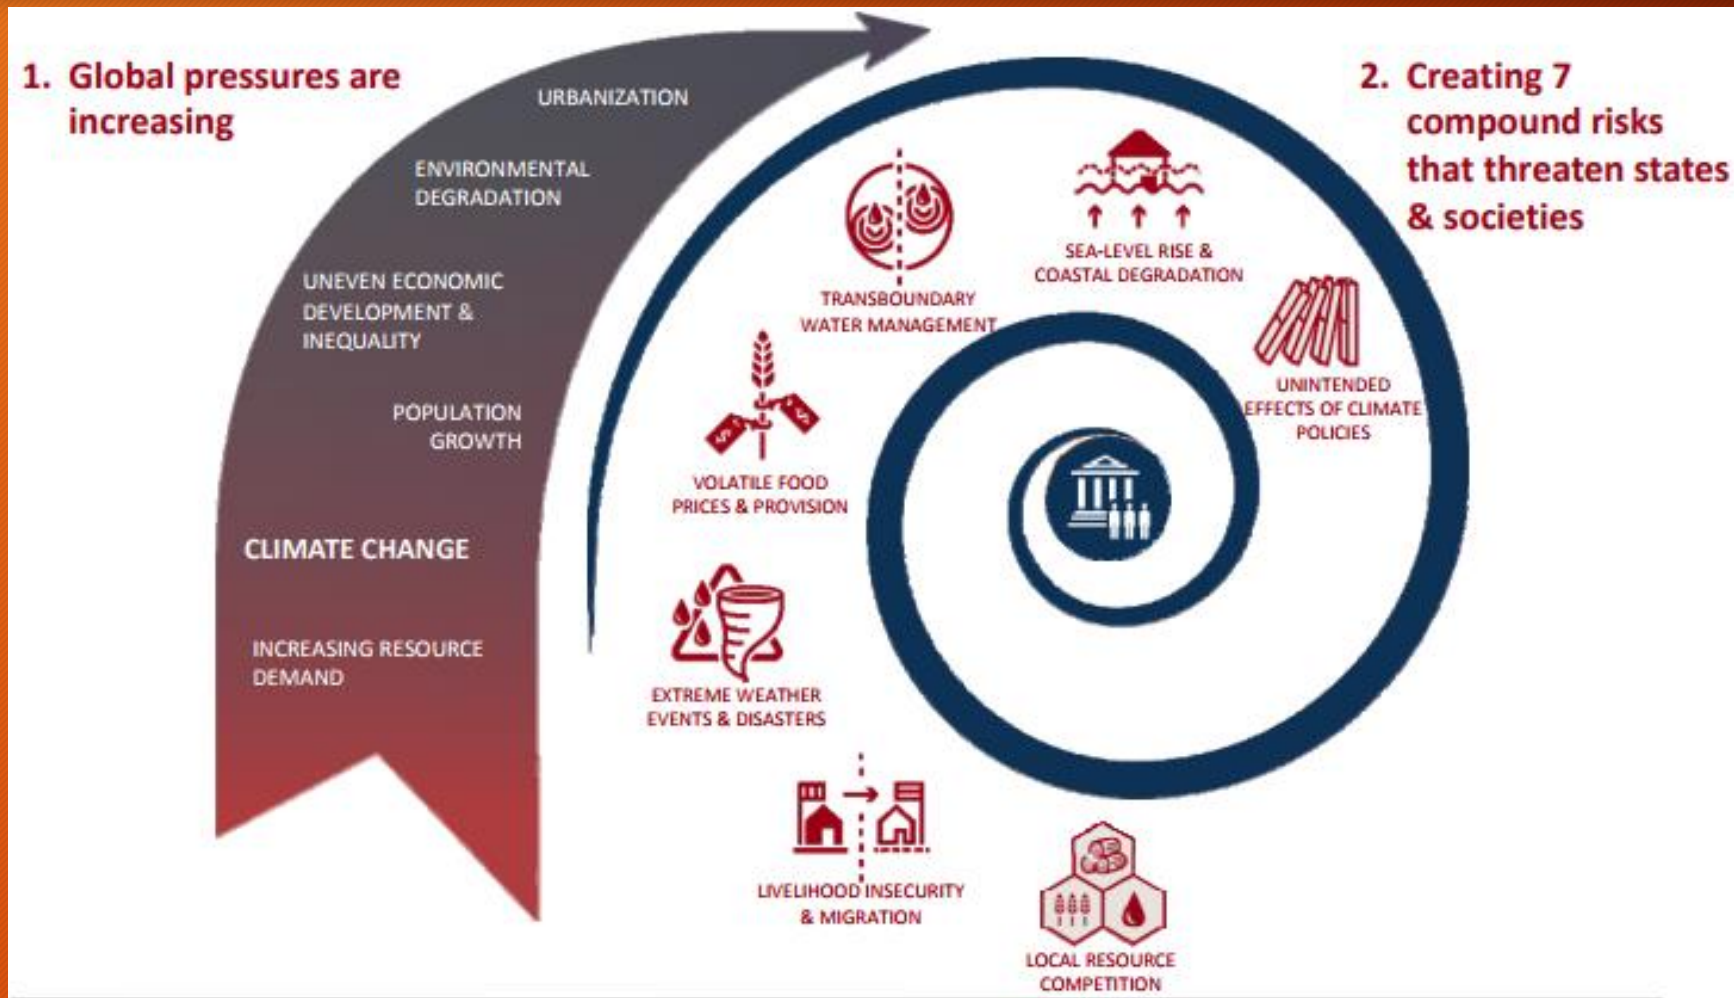 1. Global pressures are
increasing
URBANIZATION
ENVIRONMENTAL
DEGRADATION
UNEVEN ECONOMIC
DEVELOPMENT &
INEQUALITY
POPULATION
GROWTH
CLIMATE CHANGE
INCREASING RESOURCE
DEMAND
2. Creating 7
compound risks
that threaten states
& societies
SEA-LEVEL RISE &
COASTAL DEGRADATION
TRANSBOUNDARY
WATER MANAGEMENT
UNINTENDED
EFFECTS OF CLIMATE
POLICIES
$ $
VOLATILE FOOD
PRICES & PROVISION
EXTREME WEATHER
EVENTS & DISASTERS
LIVELIHOOD INSECURITY
& MIGRATION
LOCAL RESOURCE
COMPETITION